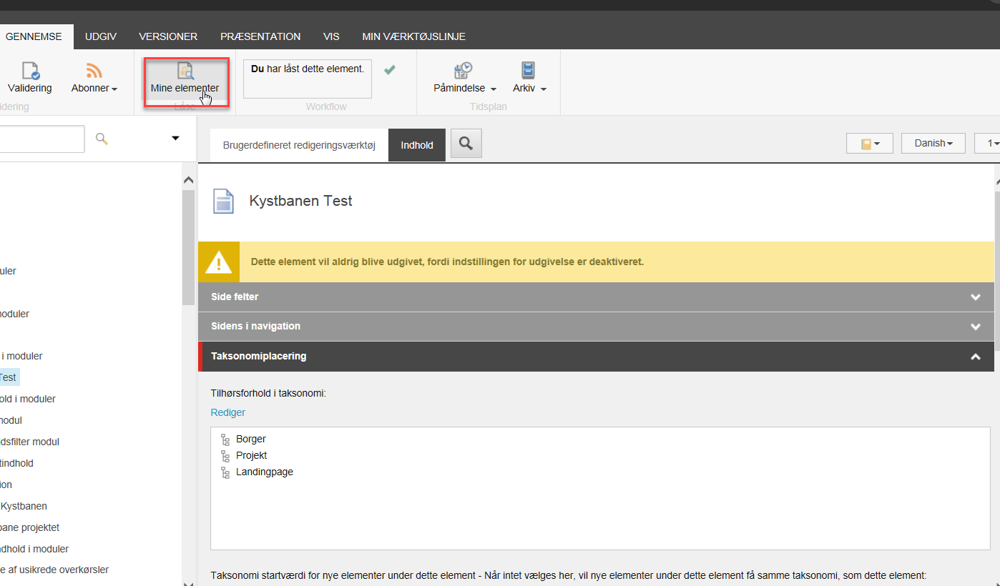 GENNEMSE UDGIV VERSIONER PRÆSENTATION VIS MIN VÆRKTØJSLINJE
Validering Abonner Mine elementer Du har låst dette element. Påmindelse Arkiv
idering Låse Workflow Tidsplan
Brugerdefineret redigeringsværktøj Indhold Danish 1
Kystbanen Test
Dette element vil aldrig blive udgivet, fordi indstillingen for udgivelse er deaktiveret.
Side felter
Sidens i navigation
Taksonomiplacering
Tilhørsforhold i taksonomi:
Rediger
Borger
Projekt
Landingpage
Taksonomi startværdi for nye elementer under dette element - Når intet vælges her, vil nye elementer under dette element få samme taksonomi, som dette element:
uler
noduler
i moduler
Test
old i moduler
modul
dsfilter modul
tindhold
ion
Kystbanen
bane projektet
dhold i moduler
e af usikrede overkørsler